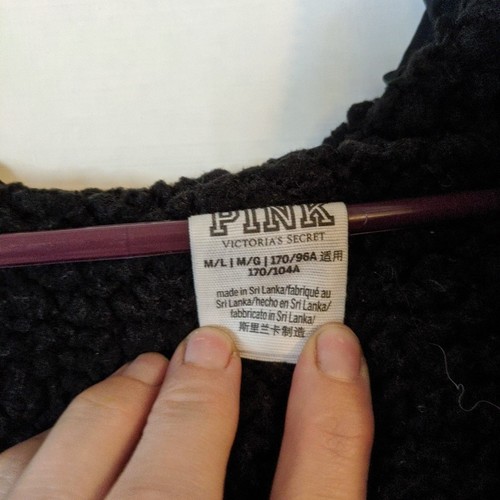 PINK
VICTORIA'S SECRET
M/L | M/G | 170/96A 适用
170/104A
made in Sri Lanka/fabriqué au
Sri Lanka/hecho en Sri Lanka/
fabbricato in Sri Lanka/
斯里兰卡制造